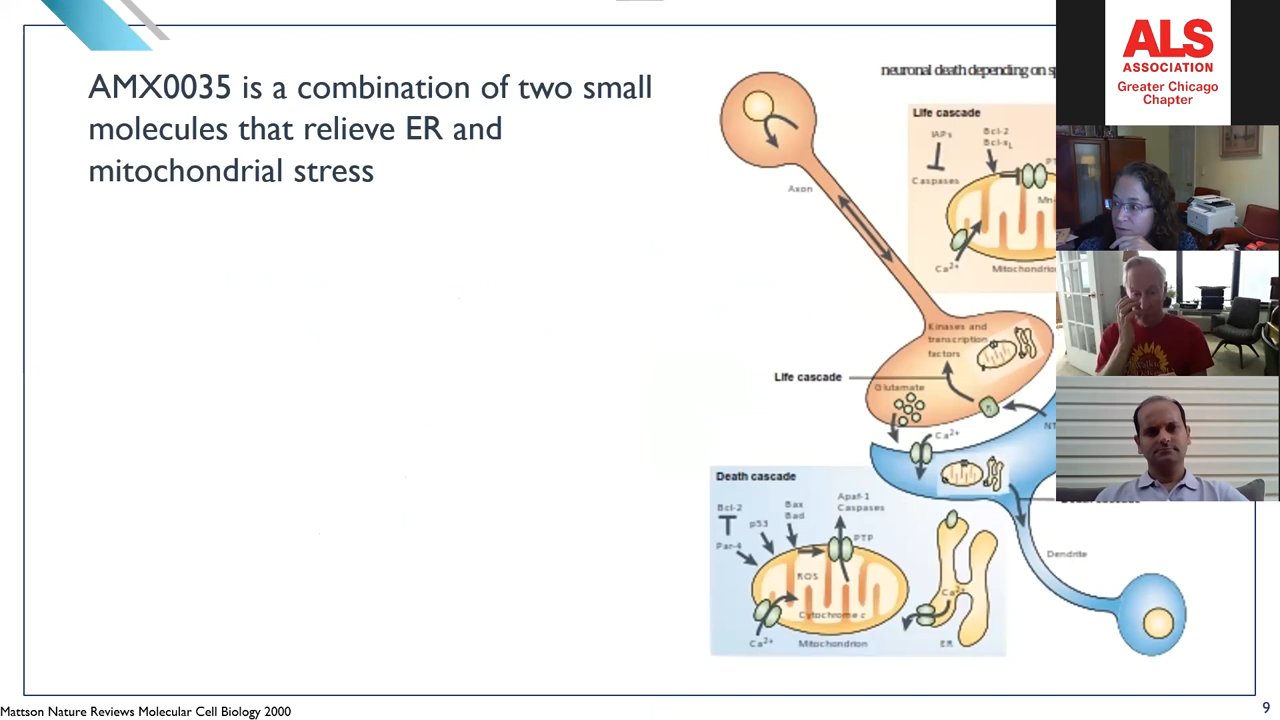 AMX0035 is a combination of two small
molecules that relieve ER and
mitochondrial stress
neuronal death depending on
ALS
ASSOCIATION
Greater Chicago
Chapter
Life cascade
IAPs
Bcl-2
Bcl-xL
Caspases
Ca2+
Axon
Kinases and
transcription
factors
Life cascade
Glutamate
Ca2+
Death cascade
Bcl-2
p53
Bax
Bad
Apaf-1
Caspases
Par-4
PTP
ROS
Cytochrome c
Ca2+
Mitochondrion
Ca2+
ER
Dendrite
Mattson Nature Reviews Molecular Cell Biology 2000
9